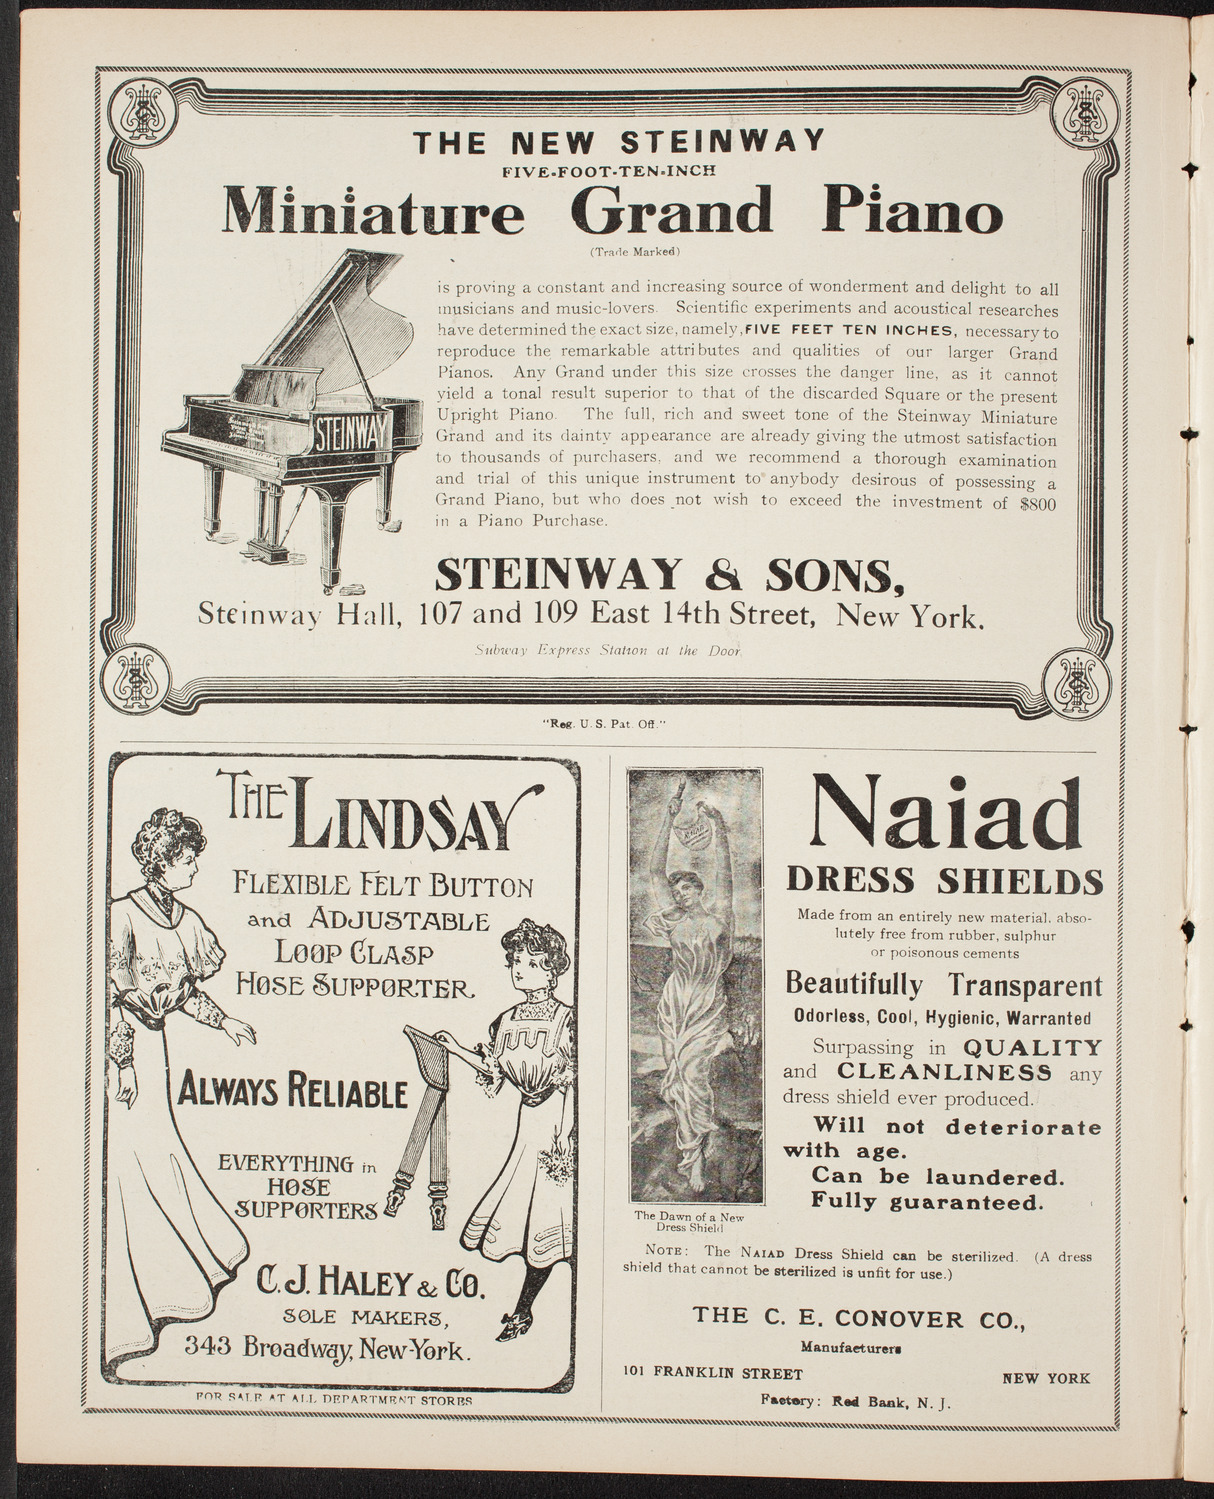 THE NEW STEINWAY
FIVE-FOOT-TEN-INCH
Miniature Grand Piano
(Trade Marked)
is proving a constant and increasing source of wonderment and delight to all
musicians and music-lovers. Scientific experiments and acoustical researches
have determined the exact size, namely, FIVE FEET TEN INCHES, necessary to
reproduce the remarkable attributes and qualities of our larger Grand
Pianos. Any Grand under this size crosses the danger line, as it cannot
yield a tonal result superior to that of the discarded Square or the present
Upright Piano. The full, rich and sweet tone of the Steinway Miniature
Grand and its dainty appearance are already giving the utmost satisfaction
to thousands of purchasers, and we recommend a thorough examination
and trial of this unique instrument to anybody desirous of possessing a
Grand Piano, but who does not wish to exceed the investment of $800
in a Piano Purchase.
STEINWAY
STEINWAY & SONS,
Steinway Hall, 107 and 109 East 14th Street, New York.
Subway Express Station at the Door.
"Reg. U. S. Pat. Off."
THE LINDSAY
FLEXIBLE FELT BUTTON
and ADJUSTABLE
LOOP CLASP
HOSE SUPPORTER
ALWAYS RELIABLE
EVERYTHING in
HOSE
SUPPORTERS
C. J. HALEY & CO.
SOLE MAKERS,
343 Broadway, New-York.
FOR SALE AT ALL DEPARTMENT STORES
Naiad
DRESS SHIELDS
Made from an entirely new material, abso-
lutely free from rubber, sulphur
or poisonous cements
Beautifully Transparent
Odorless, Cool, Hygienic, Warranted
Surpassing in QUALITY
and CLEANLINESS any
dress shield ever produced.
Will not deteriorate
with age.
Can be laundered.
Fully guaranteed.
The Dawn of a New
Dress Shield
NOTE: The NAIAD Dress Shield can be sterilized. (A dress
shield that cannot be sterilized is unfit for use.)
THE C. E. CONOVER CO.,
Manufacturers
101 FRANKLIN STREET NEW YORK
Factory: Red Bank, N. J.